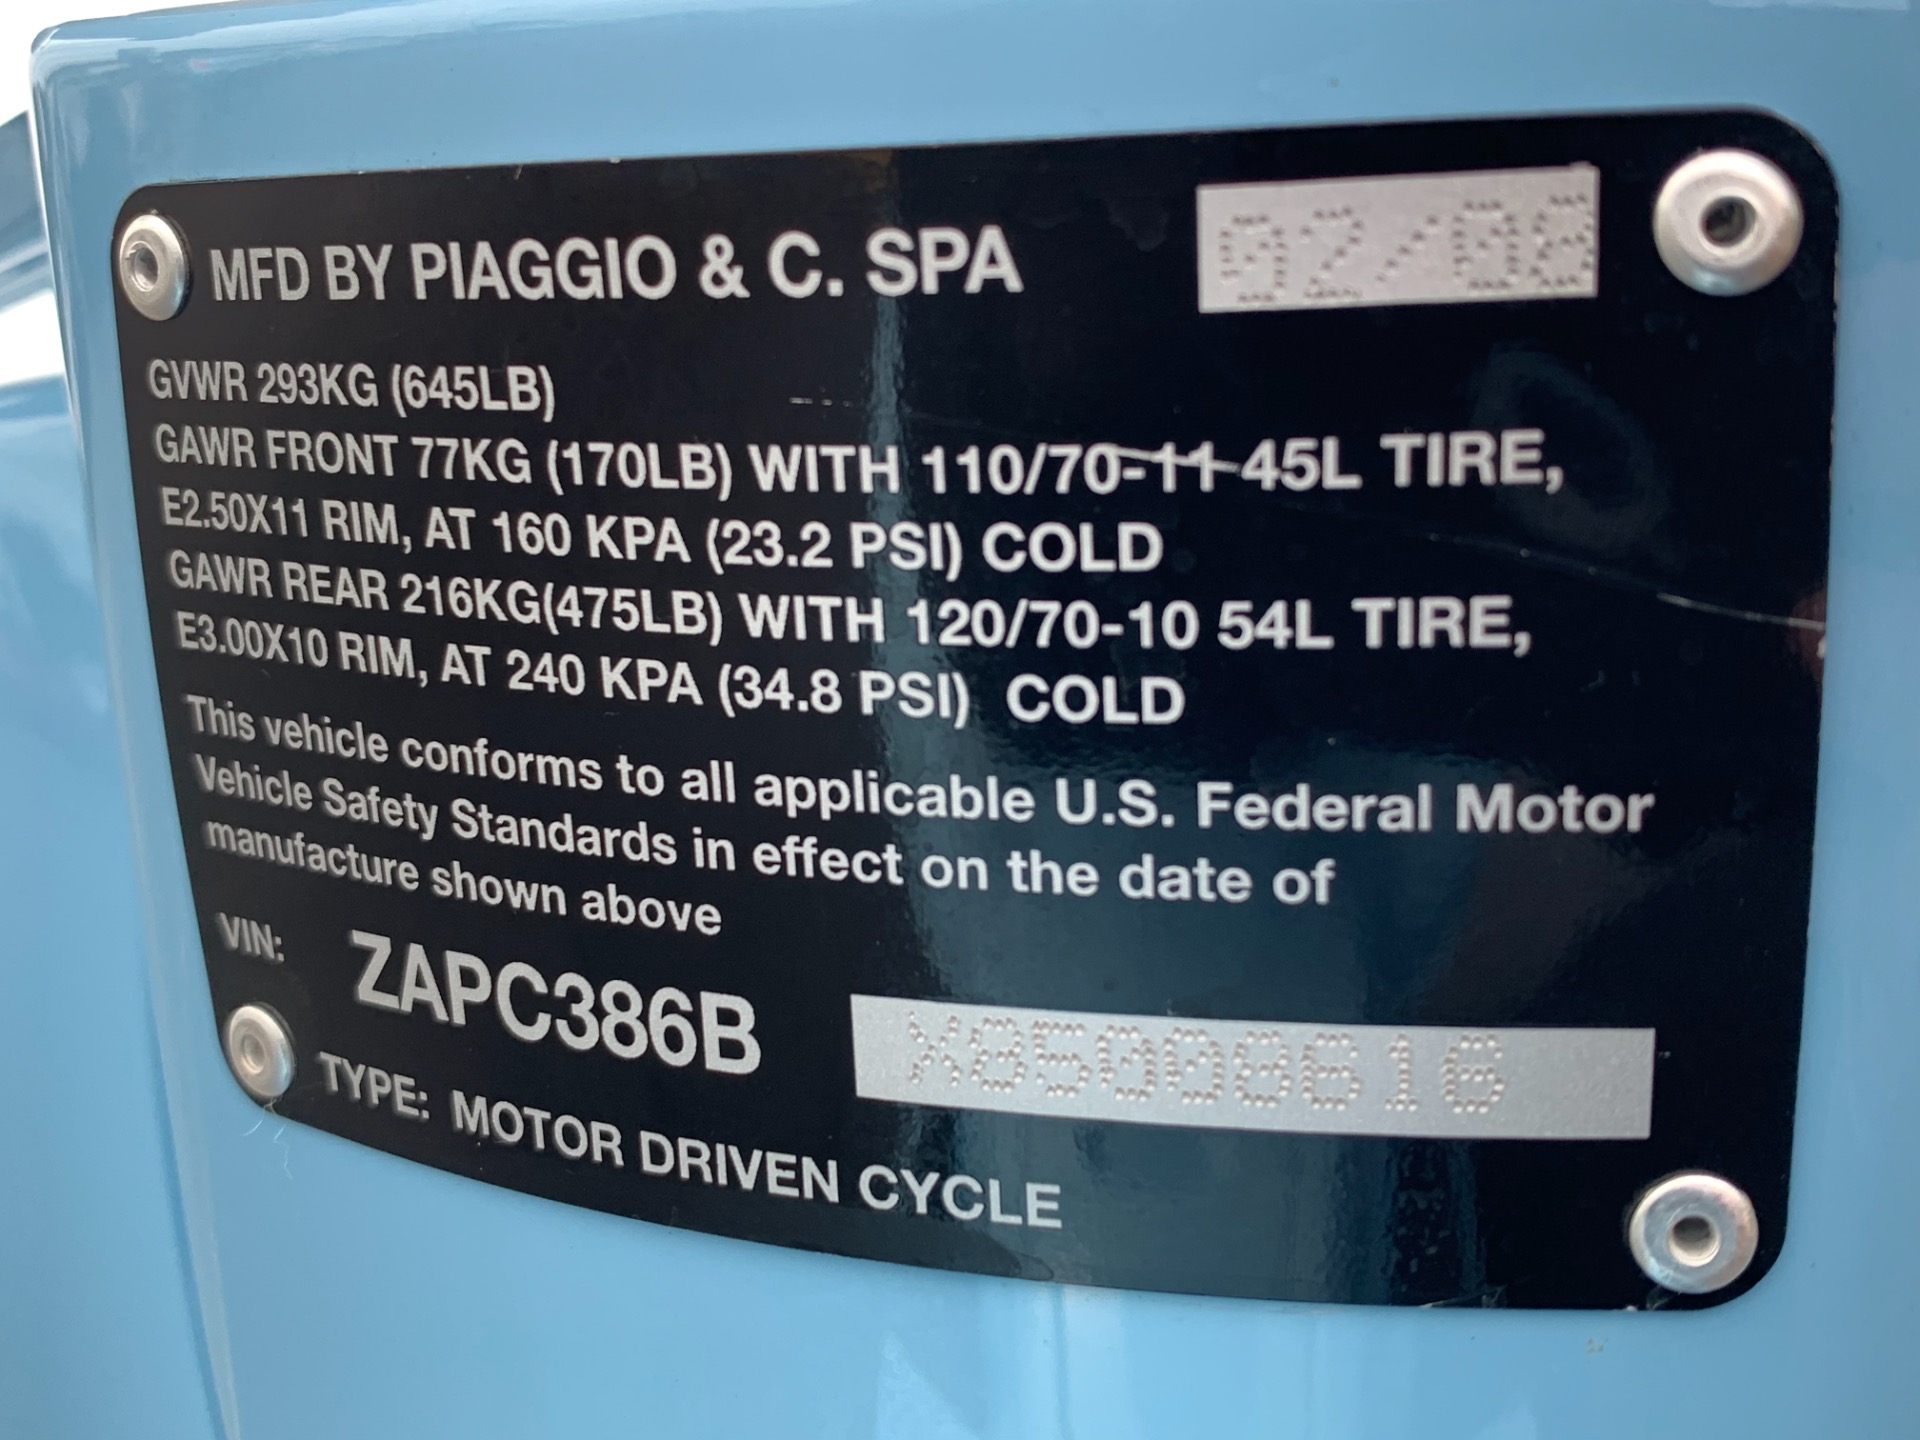 MFD BY PIAGGIO & C. SPA 02/08
GVWR 293KG (645LB)
GAWR FRONT 77KG (170LB) WITH 110/70-11 45L TIRE,
E2.50X11 RIM, AT 160 KPA (23.2 PSI) COLD
GAWR REAR 216KG(475LB) WITH 120/70-10 54L TIRE,
E3.00X10 RIM, AT 240 KPA (34.8 PSI) COLD
This vehicle conforms to all applicable U.S. Federal Motor
Vehicle Safety Standards in effect on the date of
manufacture shown above
VIN: ZAPC386B X85008616
TYPE: MOTOR DRIVEN CYCLE